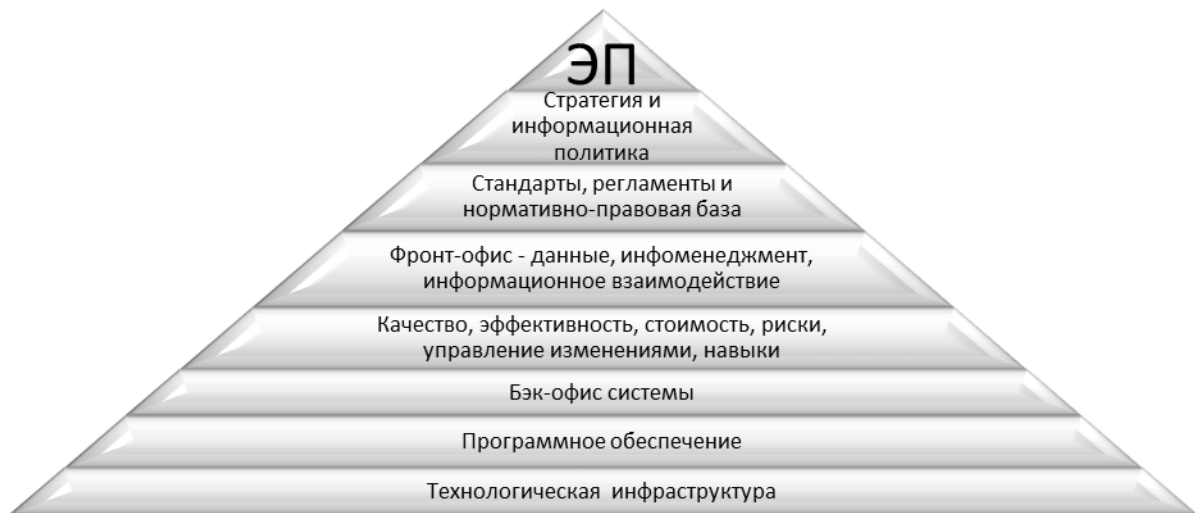 ЭП
Стратегия и
информационная
политика
Стандарты, регламенты и
нормативно-правовая база
Фронт-офис - данные, инфоменеджмент,
информационное взаимодействие
Качество, эффективность, стоимость, риски,
управление изменениями, навыки
Бэк-офис системы
Программное обеспечение
Технологическая инфраструктура